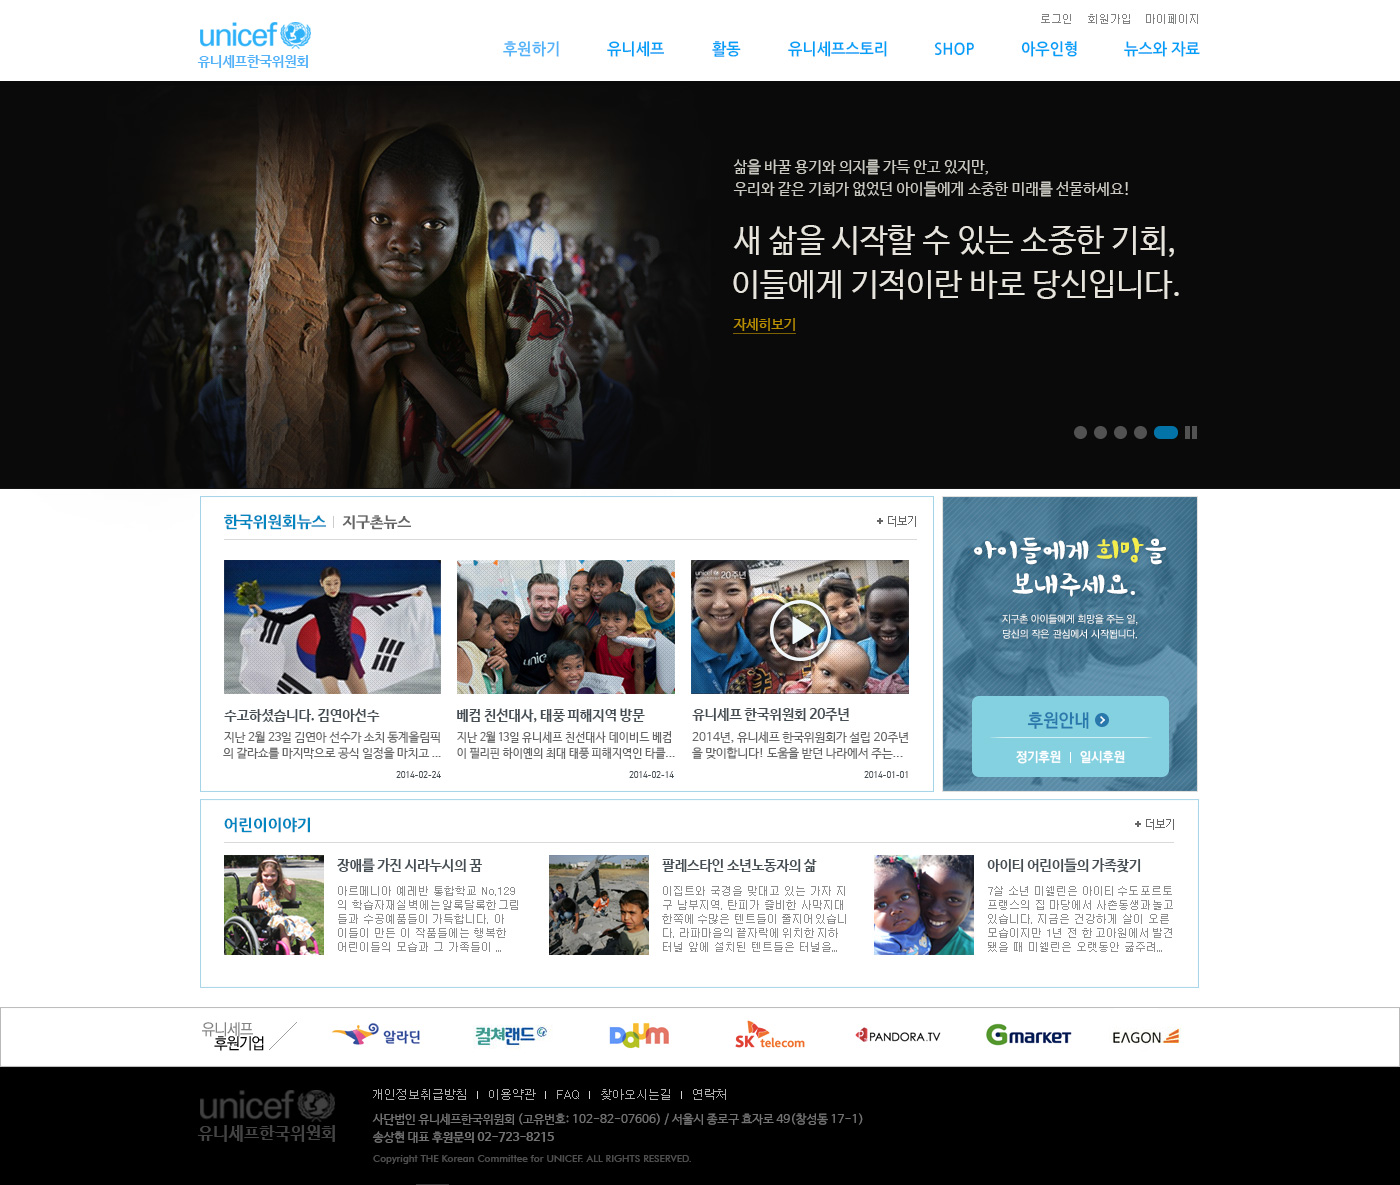 로그인 회원가입 마이페이지
unicef
유니세프한국위원회
후원하기 유니세프 활동 유니세프스토리 SHOP 아우인형 뉴스와 자료
삶을 바꿀 용기와 의지를 가득 안고 있지만,
우리와 같은 기회가 없었던 아이들에게 소중한 미래를 선물하세요!
새 삶을 시작할 수 있는 소중한 기회,
이들에게 기적이란 바로 당신입니다.
자세히보기
한국위원회뉴스 | 지구촌뉴스
+ 더보기
unicef
unicef 20주년
수고하셨습니다. 김연아선수
지난 2월 23일 김연아 선수가 소치 동계올림픽
의 갈라쇼를 마지막으로 공식 일정을 마치고 ...
2014-02-24
베컴 친선대사, 태풍 피해지역 방문
지난 2월 13일 유니세프 친선대사 데이비드 베컴
이 필리핀 하이옌의 최대 태풍 피해지역인 타클...
2014-02-14
유니세프 한국위원회 20주년
2014년, 유니세프 한국위원회가 설립 20주년
을 맞이합니다! 도움을 받던 나라에서 주는...
2014-01-01
아이들에게 희망을
보내주세요.
지구촌 아이들에게 희망을 주는 일,
당신의 작은 관심에서 시작됩니다.
후원안내
정기후원 | 일시후원
어린이이야기
+ 더보기
장애를 가진 시라누시의 꿈
아르메니아 예레반 통합학교 No.129
의 학습자재실벽에는알록달록한그림
들과 수공예품들이 가득합니다. 아
이들이 만든 이 작품들에는 행복한
어린이들의 모습과 그 가족들이 ...
팔레스타인 소년노동자의 삶
이집트와 국경을 맞대고 있는 가자 지
구 남부지역, 탄피가 즐비한 사막지대
한쪽에 수많은 텐트들이 줄지어있습니
다. 라파마을의 끝자락에 위치한 지하
터널 앞에 설치된 텐트들은 터널을...
아이티 어린이들의 가족찾기
7살 소년 미쉘린은 아이티 수도 포르토
프랭스의 집 마당에서 사촌동생과 놀고
있습니다. 지금은 건강하게 살이 오른
모습이지만 1년 전 한 고아원에서 발견
됐을 때 미쉘린은 오랫동안 굶주려...
유니세프
후원기업
알라딘
컬쳐랜드
Daum
SK telecom
PANDORA.TV
Gmarket
EAGON
unicef
유니세프한국위원회
개인정보취급방침 | 이용약관 | FAQ | 찾아오시는길 | 연락처
사단법인 유니세프한국위원회 (고유번호: 102-82-07606) / 서울시 종로구 효자로 49(창성동 17-1)
송상현 대표 후원문의 02-723-8215
Copyright THE Korean Committee for UNICEF. ALL RIGHTS RESERVED.